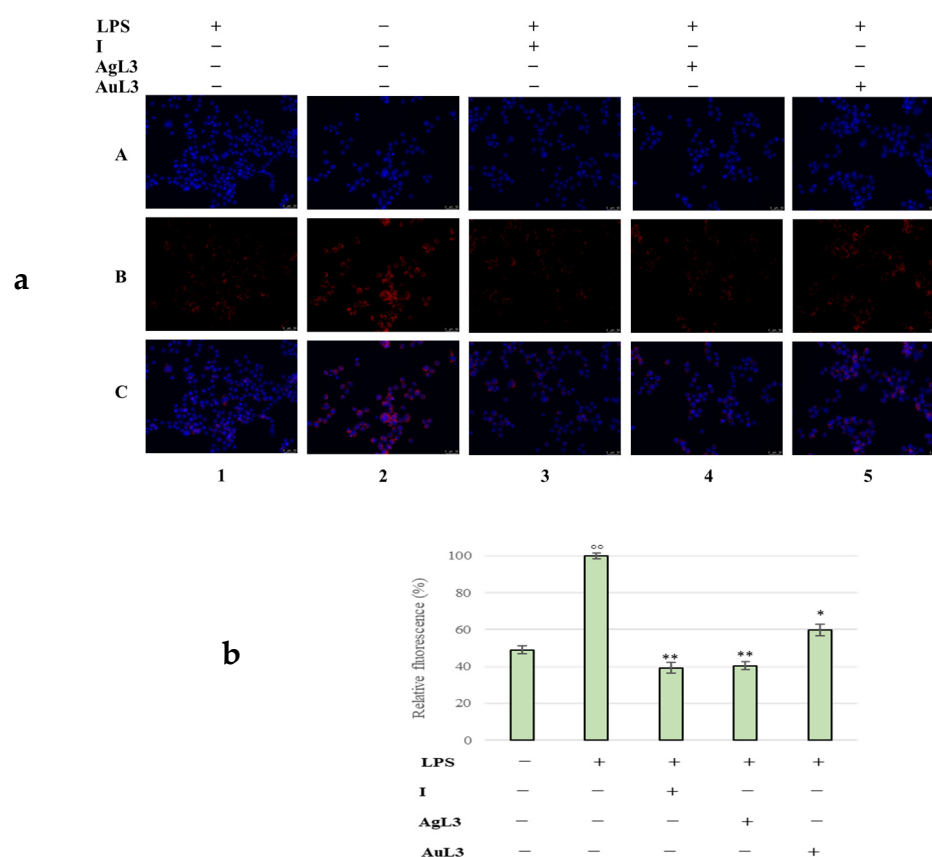 LPS + − + + +
I − − + − −
AgL3 − − − + −
AuL3 − − − − +
A
a
B
C
1 2 3 4 5
b
Relative fluorescence (%)
100
80
60
40
20
0
°°
**
**
*
LPS − + + + +
I − − + − −
AgL3 − − − + −
AuL3 − − − − +